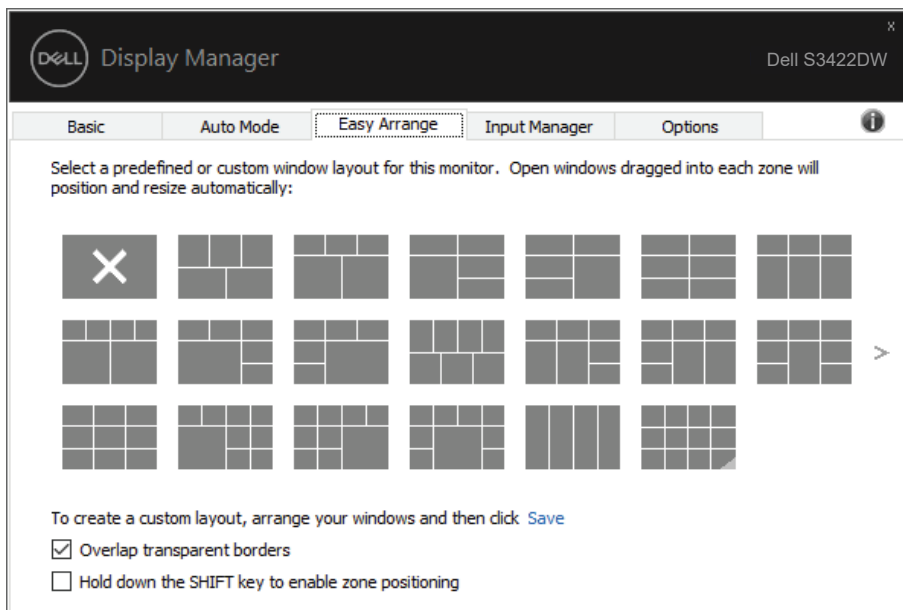 x
DELL Display Manager
Dell S3422DW
Basic Auto Mode Easy Arrange Input Manager Options
Select a predefined or custom window layout for this monitor. Open windows dragged into each zone will
position and resize automatically:
>
To create a custom layout, arrange your windows and then click Save
Overlap transparent borders
Hold down the SHIFT key to enable zone positioning